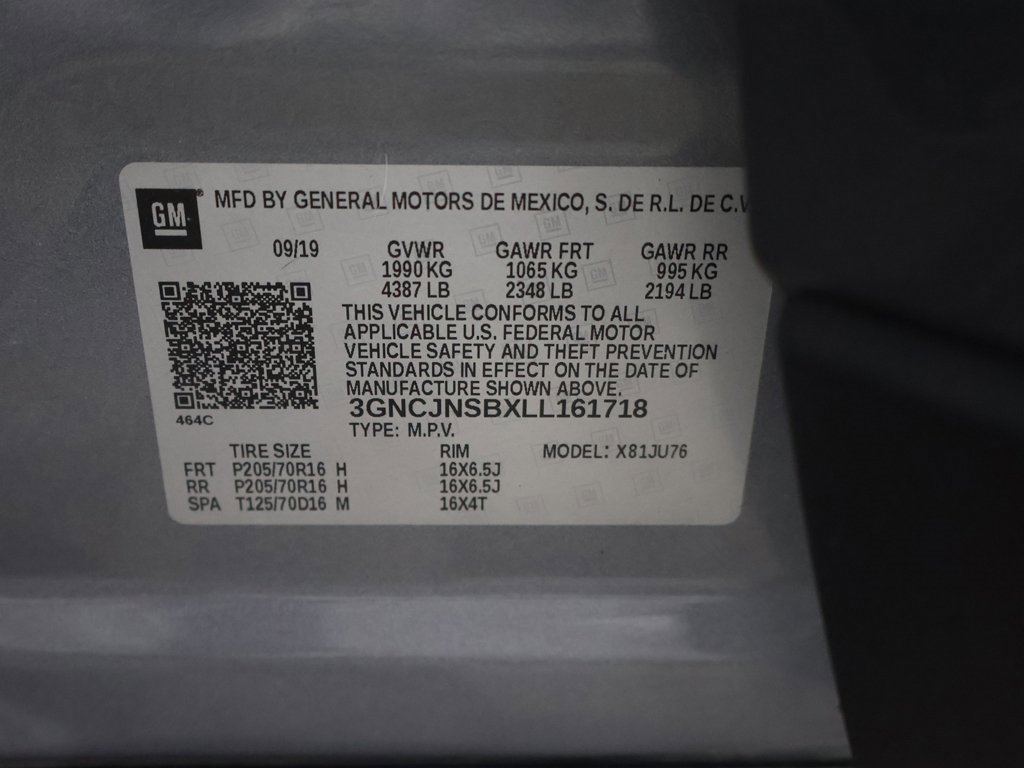 GM
MFD BY GENERAL MOTORS DE MEXICO, S. DE R.L. DE C.V
09/19 GVWR GAWR FRT GAWR RR
1990 KG 1065 KG 995 KG
4387 LB 2348 LB 2194 LB
THIS VEHICLE CONFORMS TO ALL
APPLICABLE U.S. FEDERAL MOTOR
VEHICLE SAFETY AND THEFT PREVENTION
STANDARDS IN EFFECT ON THE DATE OF
MANUFACTURE SHOWN ABOVE.
3GNCJNSBXLL161718
464C
TYPE: M.P.V.
TIRE SIZE RIM MODEL: X81JU76
FRT P205/70R16 H 16X6.5J
RR P205/70R16 H 16X6.5J
SPA T125/70D16 M 16X4T